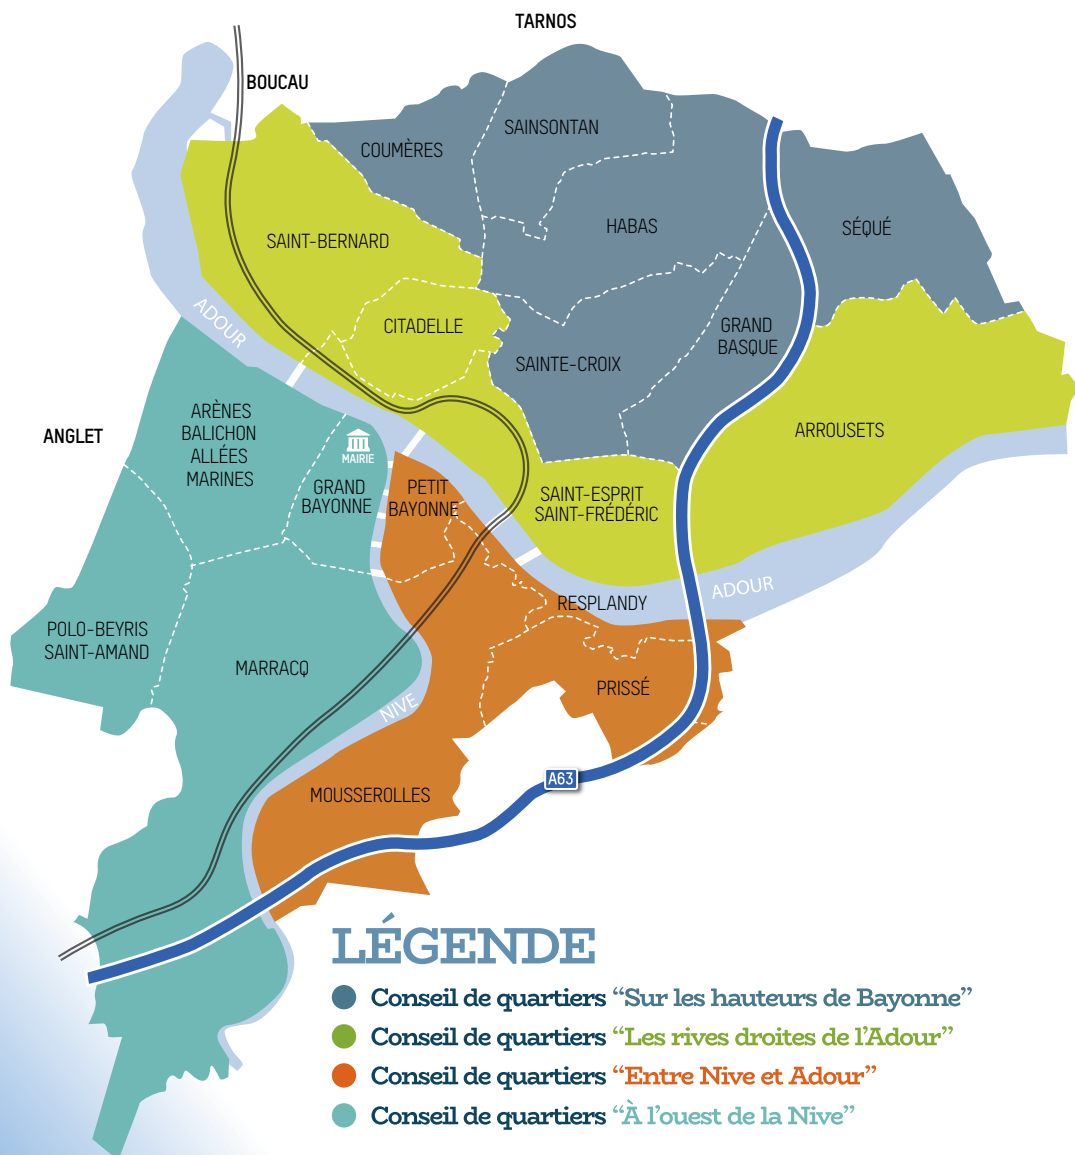 TARNOS
BOUCAU
SAINSONTAN
COUMÈRES
HABAS
SÉQUÉ
SAINT-BERNARD
ADOUR
CITADELLE
GRAND
BASQUE
SAINTE-CROIX
ARÈNES
BALICHON
ALLÉES
MARINES
ANGLET
ARROUSETS
MAIRIE
GRAND
BAYONNE
PETIT
BAYONNE
SAINT-ESPRIT
SAINT-FRÉDÉRIC
ADOUR
RESPLANDY
POLO-BEYRIS
SAINT-AMAND
MARRACQ
PRISSÉ
NIVE
A63
MOUSSEROLLES
LÉGENDE
Conseil de quartiers “Sur les hauteurs de Bayonne”
Conseil de quartiers “Les rives droites de l’Adour”
Conseil de quartiers “Entre Nive et Adour”
Conseil de quartiers “À l’ouest de la Nive”